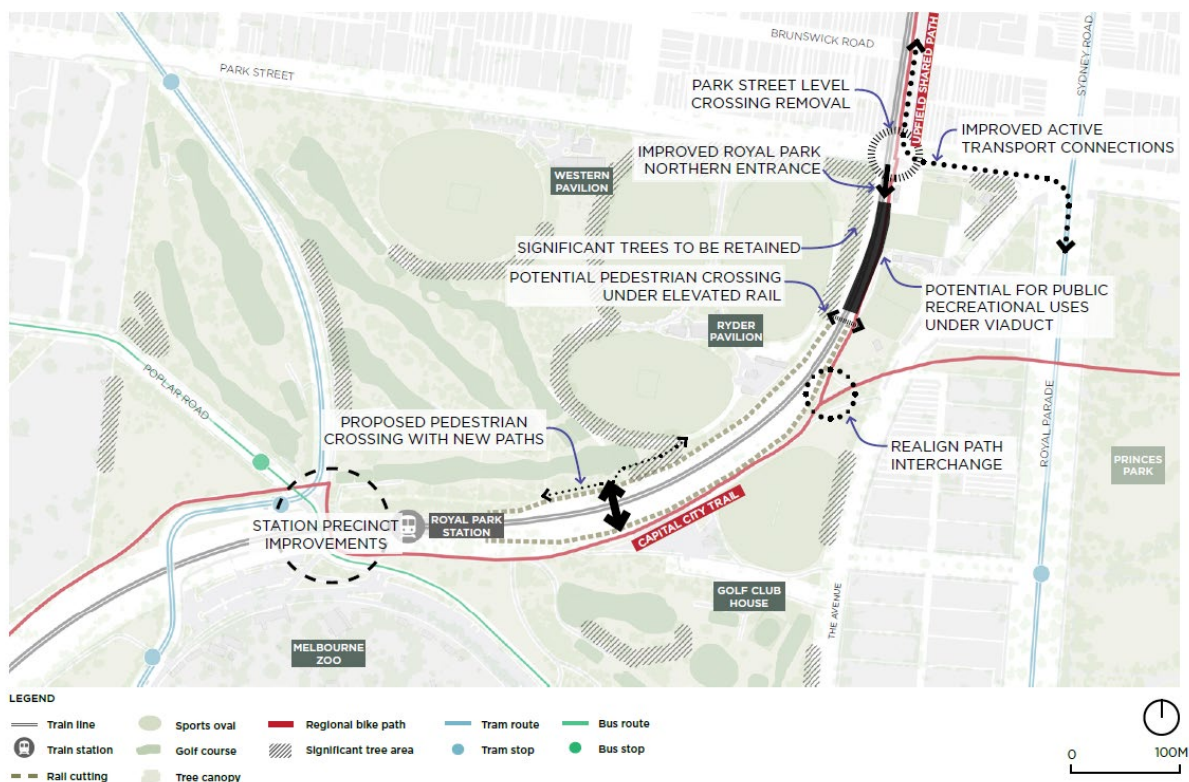 BRUNSWICK ROAD
PARK STREET
SYDNEY ROAD
UPFIELD SHARED PATH
PARK STREET LEVEL
CROSSING REMOVAL
IMPROVED ACTIVE
TRANSPORT CONNECTIONS
IMPROVED ROYAL PARK
NORTHERN ENTRANCE
WESTERN
PAVILION
SIGNIFICANT TREES TO BE RETAINED
POTENTIAL PEDESTRIAN CROSSING
UNDER ELEVATED RAIL
POTENTIAL FOR PUBLIC
RECREATIONAL USES
UNDER VIADUCT
RYDER
PAVILION
POPLAR ROAD
PROPOSED PEDESTRIAN
CROSSING WITH NEW PATHS
REALIGN PATH
INTERCHANGE
ROYAL PARADE
PRINCES
PARK
STATION PRECINCT
IMPROVEMENTS
ROYAL PARK
STATION
CAPITAL CITY TRAIL
GOLF CLUB
HOUSE
THE AVENUE
MELBOURNE
ZOO
LEGEND
Train line
Sports oval
Regional bike path
Tram route
Bus route
Train station
Golf course
Significant tree area
Tram stop
Bus stop
Rail cutting
Tree canopy
0 100M